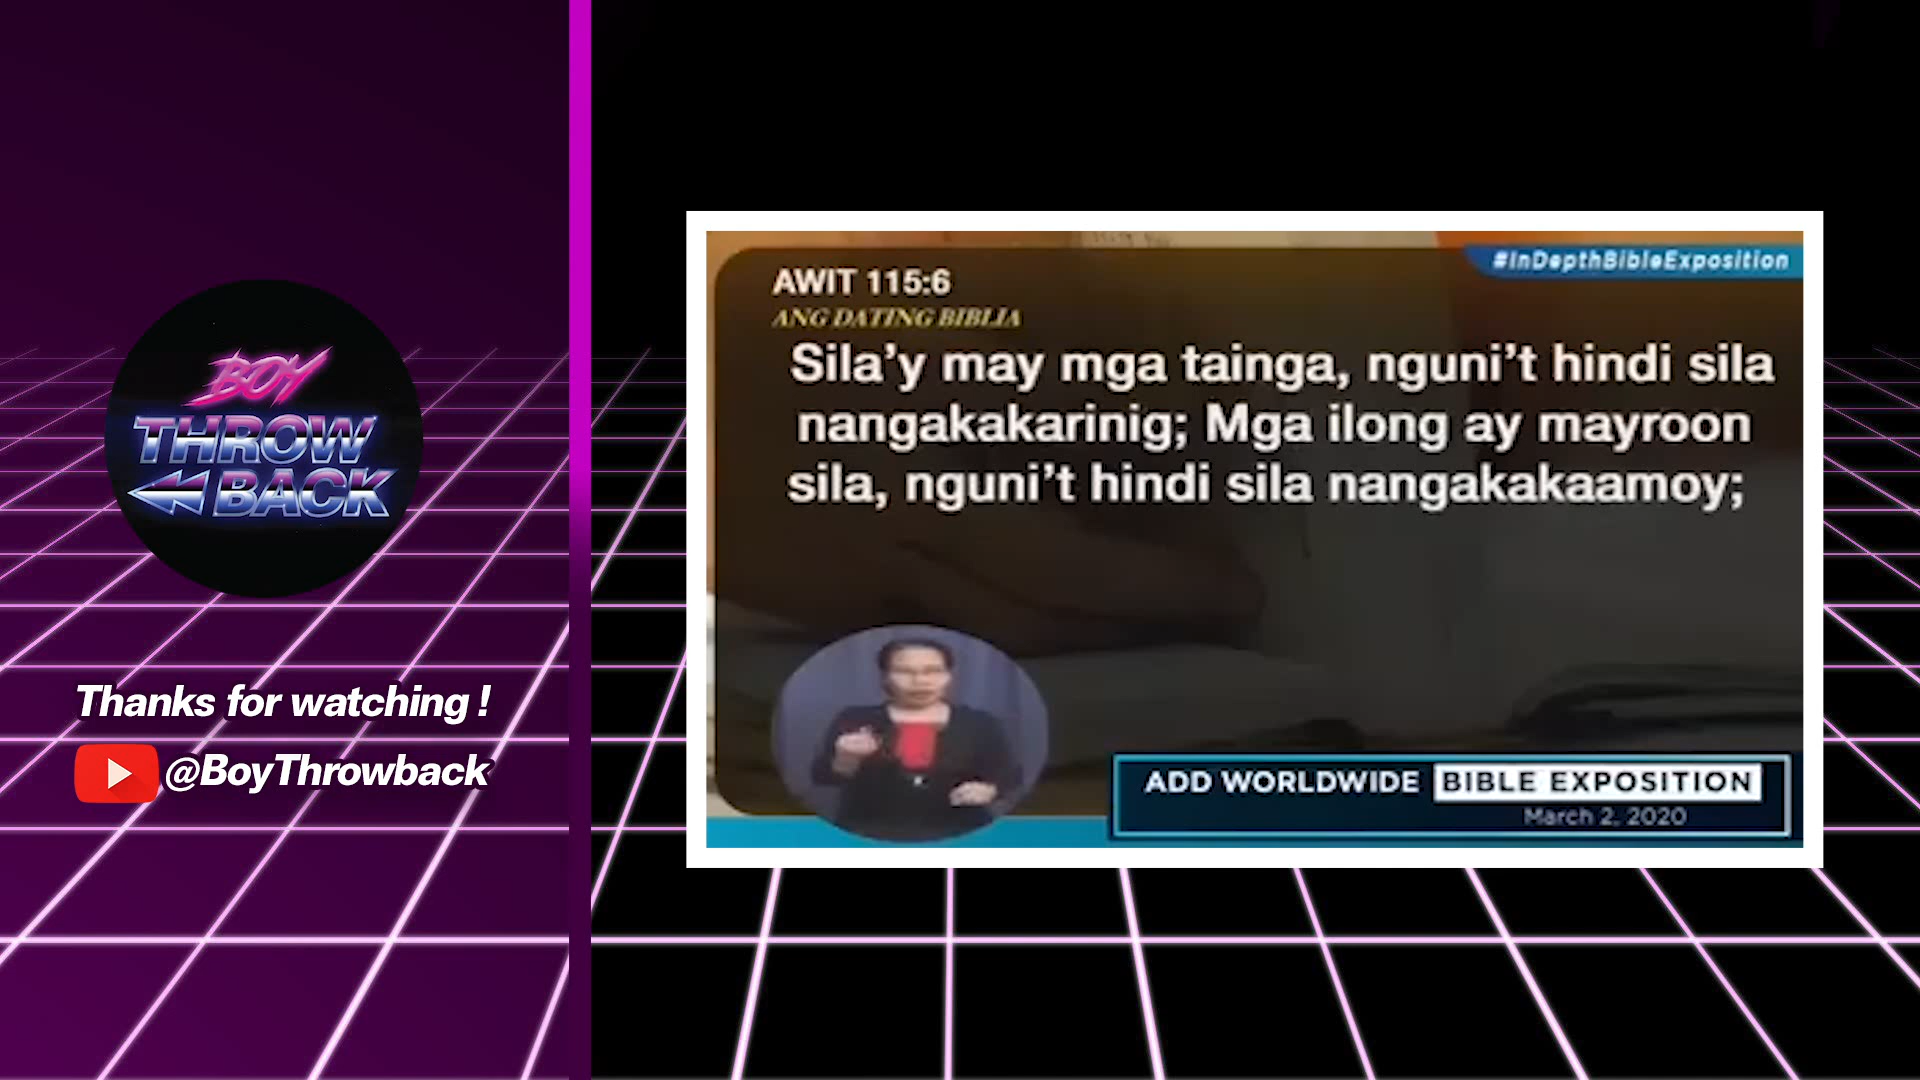 BOY
THROW
BACK
Thanks for watching !
@BoyThrowback
#InDepthBibleExposition
AWIT 115:6
ANG DATING BIBLIA
Sila’y may mga tainga, nguni’t hindi sila
nangakakarinig; Mga ilong ay mayroon
sila, nguni’t hindi sila nangakakaamoy;
ADD WORLDWIDE BIBLE EXPOSITION
March 2, 2020